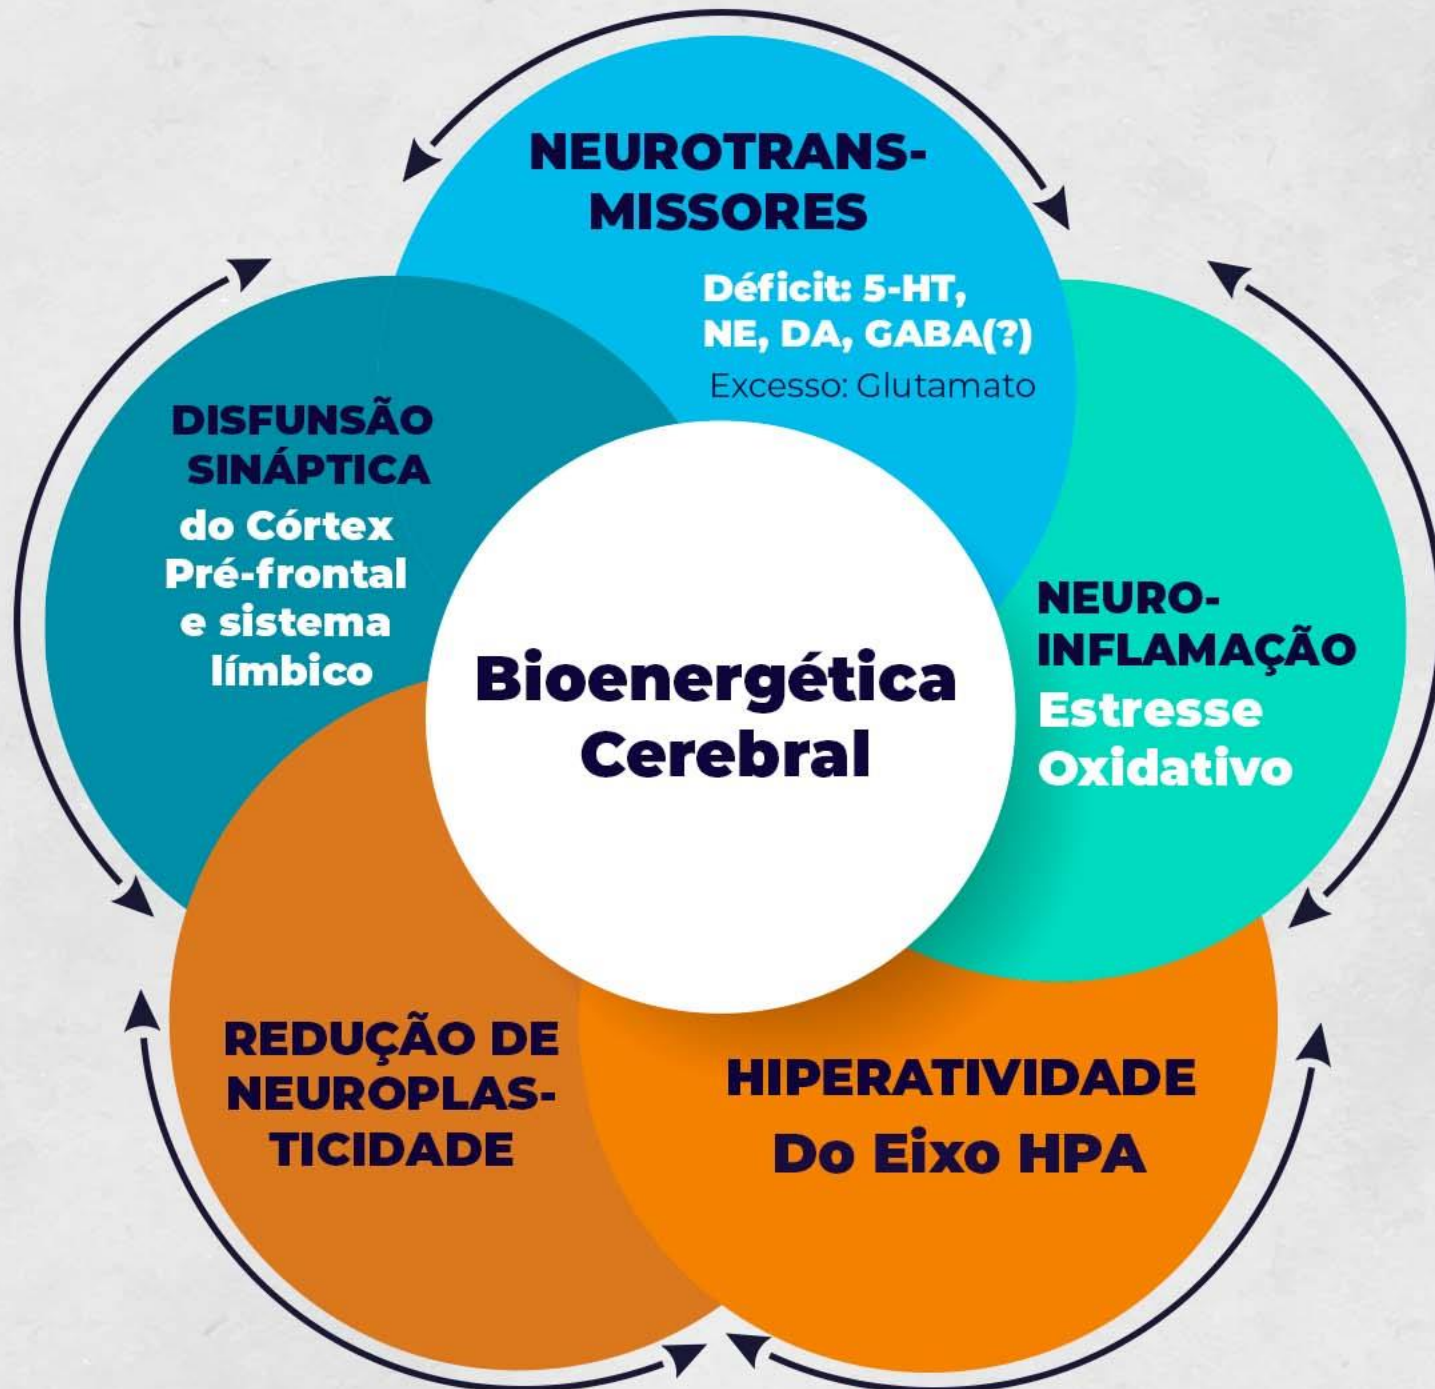 NEUROTRANS-
MISSORES
Déficit: 5-HT,
NE, DA, GABA(?)
Excesso: Glutamato
DISFUNSÃO
SINÁPTICA
do Córtex
Pré-frontal
e sistema
límbico
NEURO-
INFLAMAÇÃO
Estresse
Oxidativo
Bioenergética
Cerebral
REDUÇÃO DE
NEUROPLAS-
TICIDADE
HIPERATIVIDADE
Do Eixo HPA